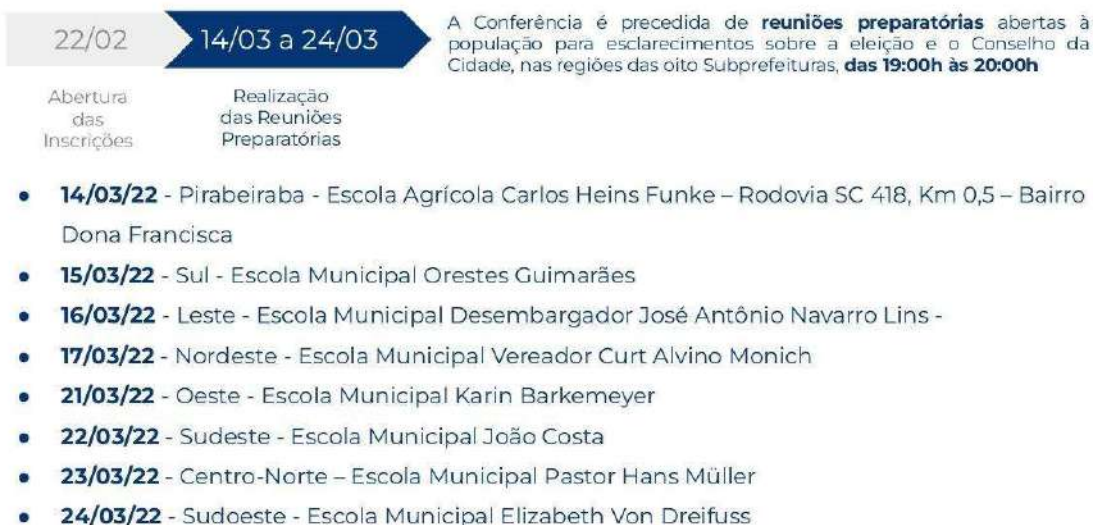 22/02
14/03 a 24/03
A Conferência é precedida de reuniões preparatórias abertas à
população para esclarecimentos sobre a eleição e o Conselho da
Cidade, nas regiões das oito Subprefeituras, das 19:00h às 20:00h
Abertura
das
Inscrições
Realização
das Reuniões
Preparatórias
• 14/03/22 - Pirabeiraba - Escola Agrícola Carlos Heins Funke – Rodovia SC 418, Km 0,5 – Bairro
Dona Francisca
• 15/03/22 - Sul - Escola Municipal Orestes Guimarães
• 16/03/22 - Leste - Escola Municipal Desembargador José Antônio Navarro Lins -
• 17/03/22 - Nordeste - Escola Municipal Vereador Curt Alvino Monich
• 21/03/22 - Oeste - Escola Municipal Karin Barkemeyer
• 22/03/22 - Sudeste - Escola Municipal João Costa
• 23/03/22 - Centro-Norte – Escola Municipal Pastor Hans Müller
• 24/03/22 - Sudoeste - Escola Municipal Elizabeth Von Dreifuss